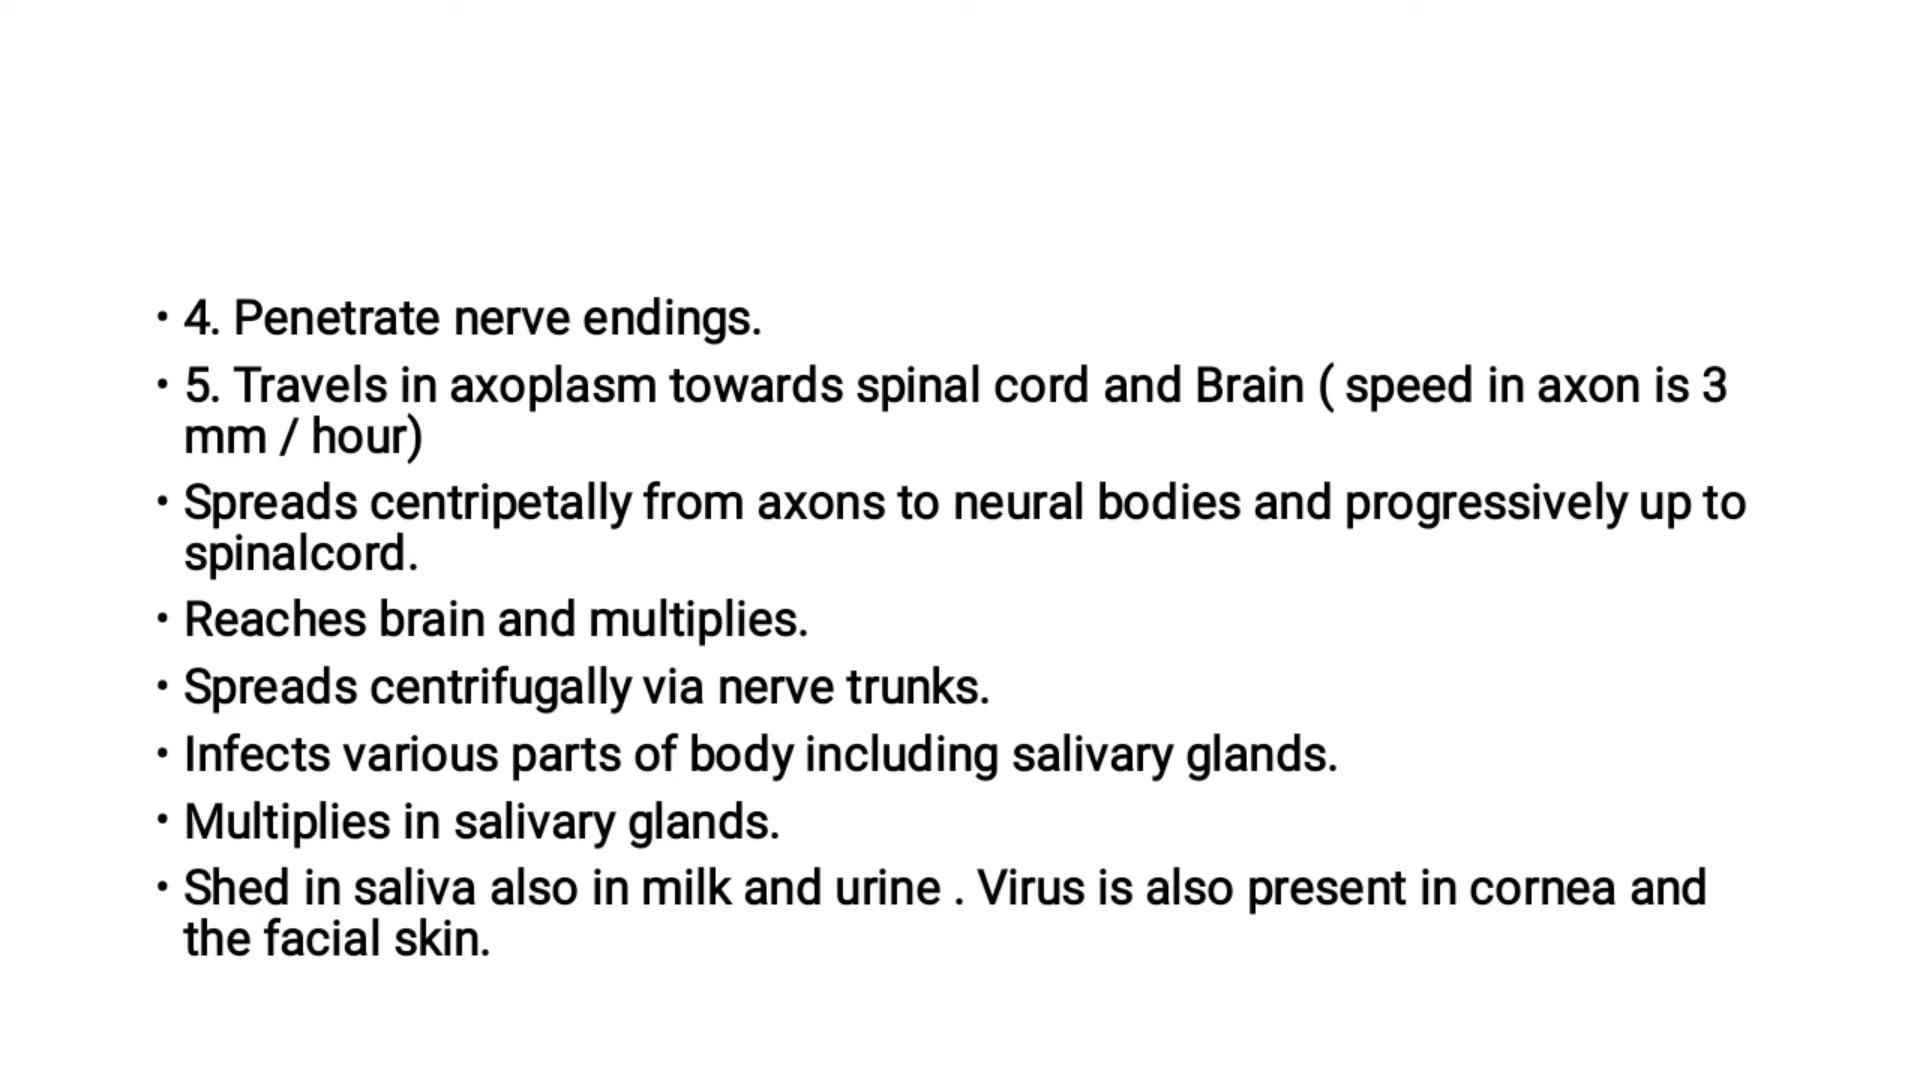 • 4. Penetrate nerve endings.
• 5. Travels in axoplasm towards spinal cord and Brain ( speed in axon is 3
mm / hour)
• Spreads centripetally from axons to neural bodies and progressively up to
spinalcord.
• Reaches brain and multiplies.
• Spreads centrifugally via nerve trunks.
• Infects various parts of body including salivary glands.
• Multiplies in salivary glands.
• Shed in saliva also in milk and urine . Virus is also present in cornea and
the facial skin.